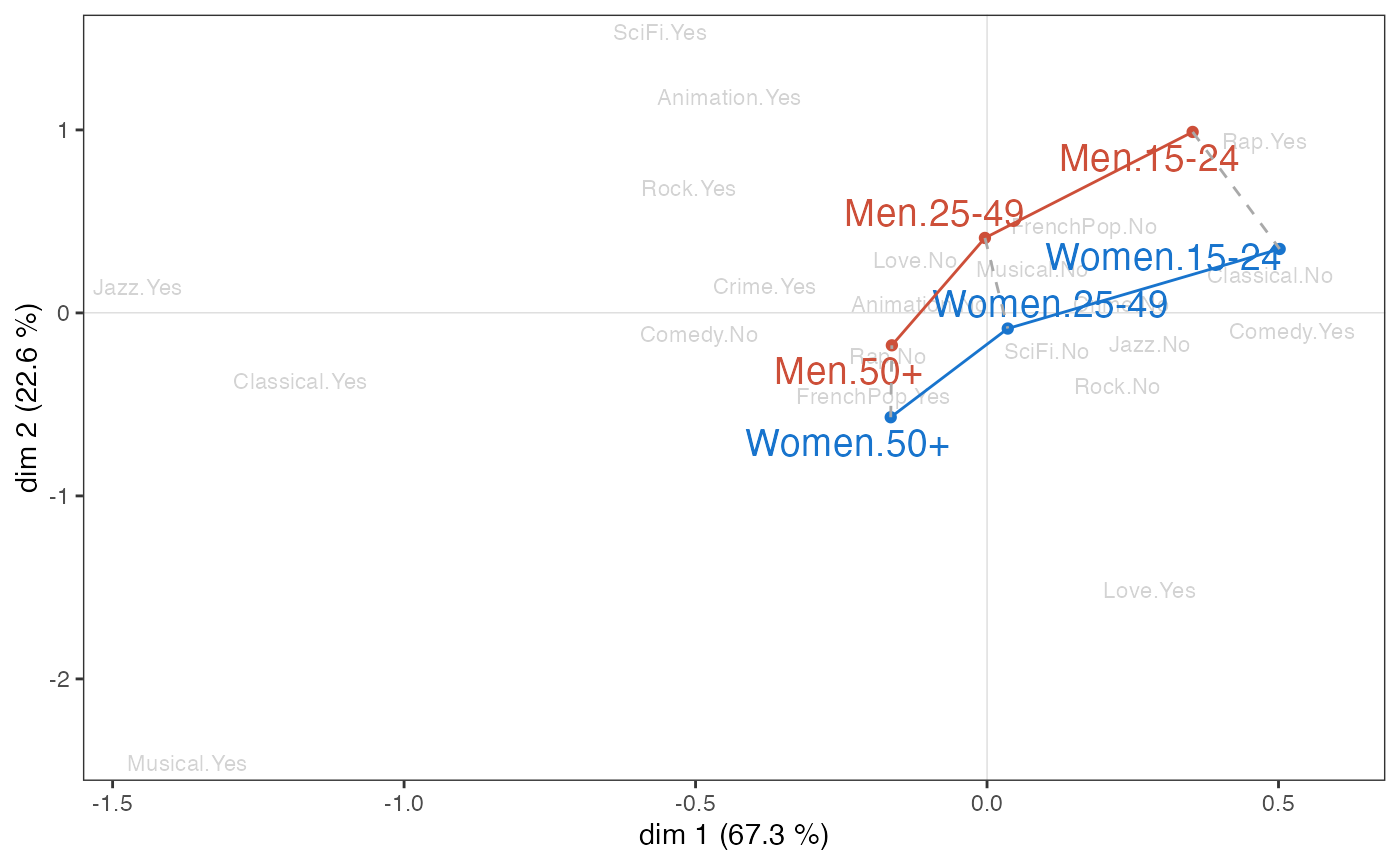 SciFi.Yes
Animation.Yes
1
Rap.Yes
Men.15-24
Rock.Yes
Men.25-49
FrenchPop.No
Love.No
Women.15-24
Musical.No
Classical.No
Jazz.Yes
Crime.Yes
Women.25-49
0
Comedy.No
Comedy.Yes
Rap.No
SciFi.No
Jazz.No
Men.50+
Classical.Yes
Rock.No
FrenchPop.Yes
Women.50+
-1
Love.Yes
-2
Musical.Yes
-1.5
-1.0
-0.5
0.0
0.5
dim 1 (67.3 %)
dim 2 (22.6 %)